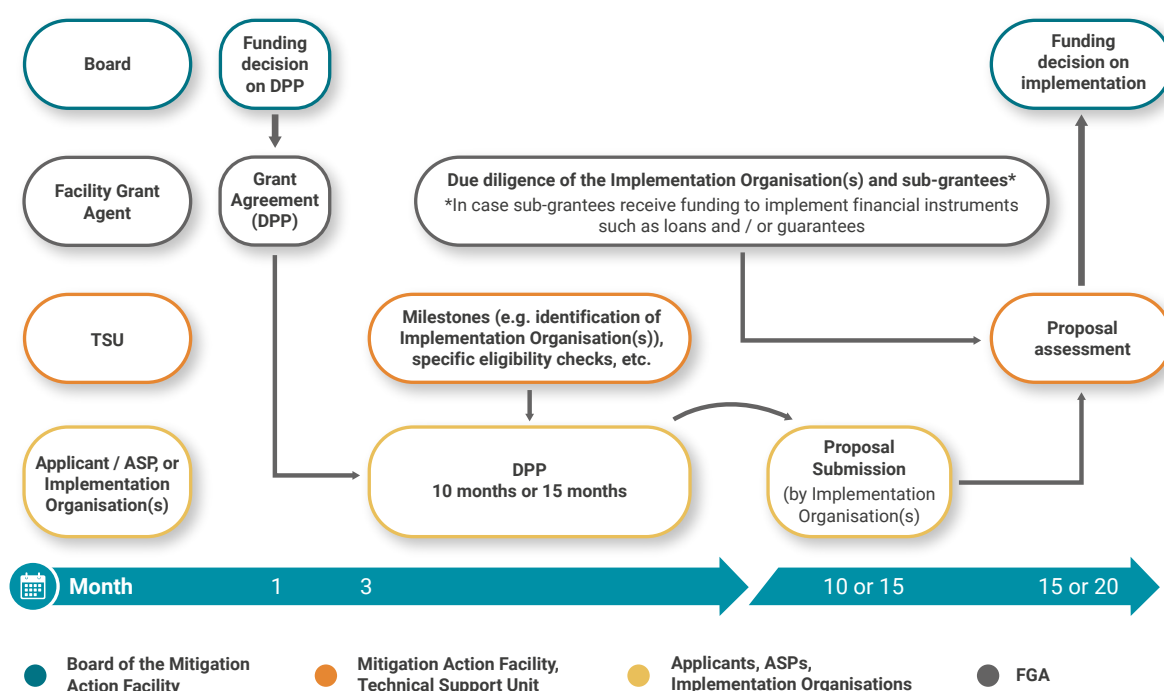 Board
Funding
decision
on DPP
Funding
decision on
implementation
Facility Grant
Agent
Grant
Agreement
(DPP)
Due diligence of the Implementation Organisation(s) and sub-grantees*
*In case sub-grantees receive funding to implement financial instruments
such as loans and / or guarantees
TSU
Milestones (e.g. identification of
Implementation Organisation(s)),
specific eligibility checks, etc.
Proposal
assessment
Applicant / ASP, or
Implementation
Organisation(s)
DPP
10 months or 15 months
Proposal
Submission
(by Implementation
Organisation(s)
Month 1 3 10 or 15 15 or 20
Board of the Mitigation
Action Facility
Mitigation Action Facility,
Technical Support Unit
Applicants, ASPs,
Implementation Organisations
FGA